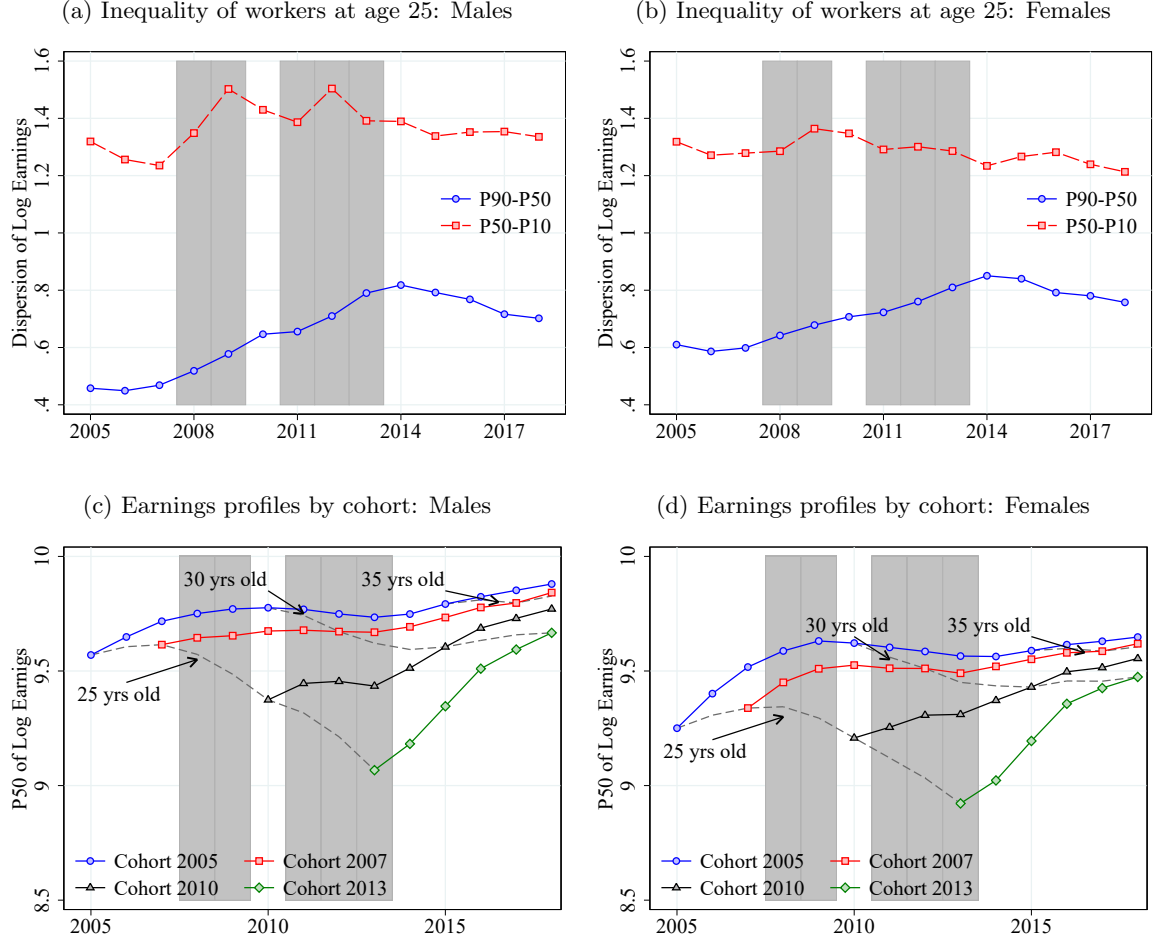 (a) Inequality of workers at age 25: Males
Dispersion of Log Earnings
1.6
1.4
1.2
1
.8
.6
.4
P90-P50
P50-P10
2005 2008 2011 2014 2017
(b) Inequality of workers at age 25: Females
Dispersion of Log Earnings
1.6
1.4
1.2
1
.8
.6
.4
P90-P50
P50-P10
2005 2008 2011 2014 2017
(c) Earnings profiles by cohort: Males
P50 of Log Earnings
10
9.5
9
8.5
30 yrs old
35 yrs old
25 yrs old
Cohort 2005 Cohort 2007
Cohort 2010 Cohort 2013
2005 2010 2015
(d) Earnings profiles by cohort: Females
P50 of Log Earnings
10
9.5
9
8.5
30 yrs old
35 yrs old
25 yrs old
Cohort 2005 Cohort 2007
Cohort 2010 Cohort 2013
2005 2010 2015